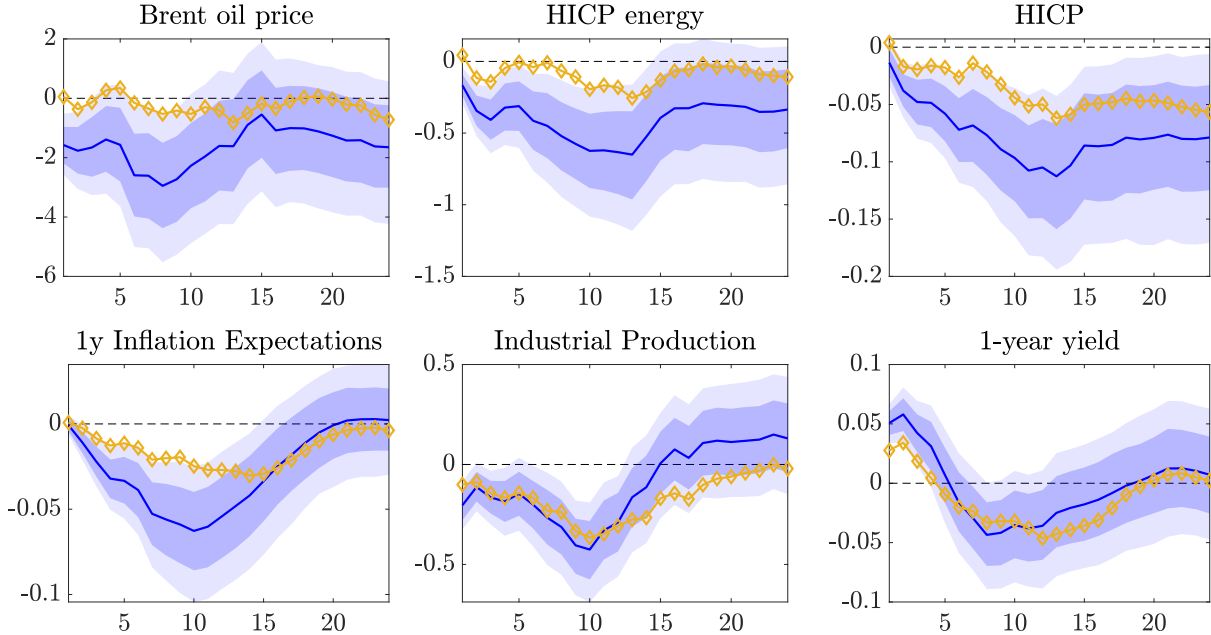 Brent oil price
2
0
-2
-4
-6
5 10 15 20
HICP energy
0
-0.5
-1
-1.5
5 10 15 20
HICP
0
-0.05
-0.1
-0.15
-0.2
5 10 15 20
1y Inflation Expectations
0
-0.05
-0.1
5 10 15 20
Industrial Production
0.5
0
-0.5
5 10 15 20
1-year yield
0.1
0.05
0
-0.05
-0.1
5 10 15 20